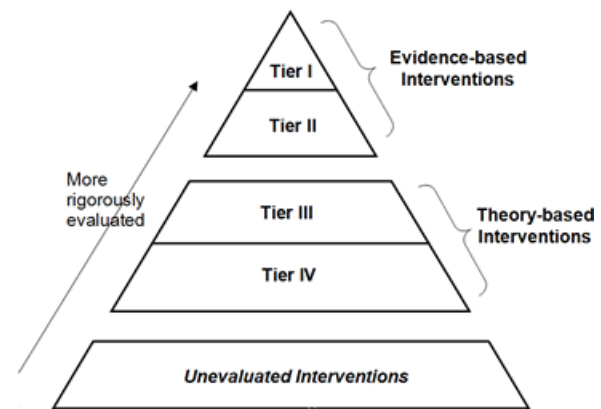 Evidence-based
Interventions
Tier I
Tier II
More
rigorously
evaluated
Tier III
Theory-based
Interventions
Tier IV
Unevaluated Interventions